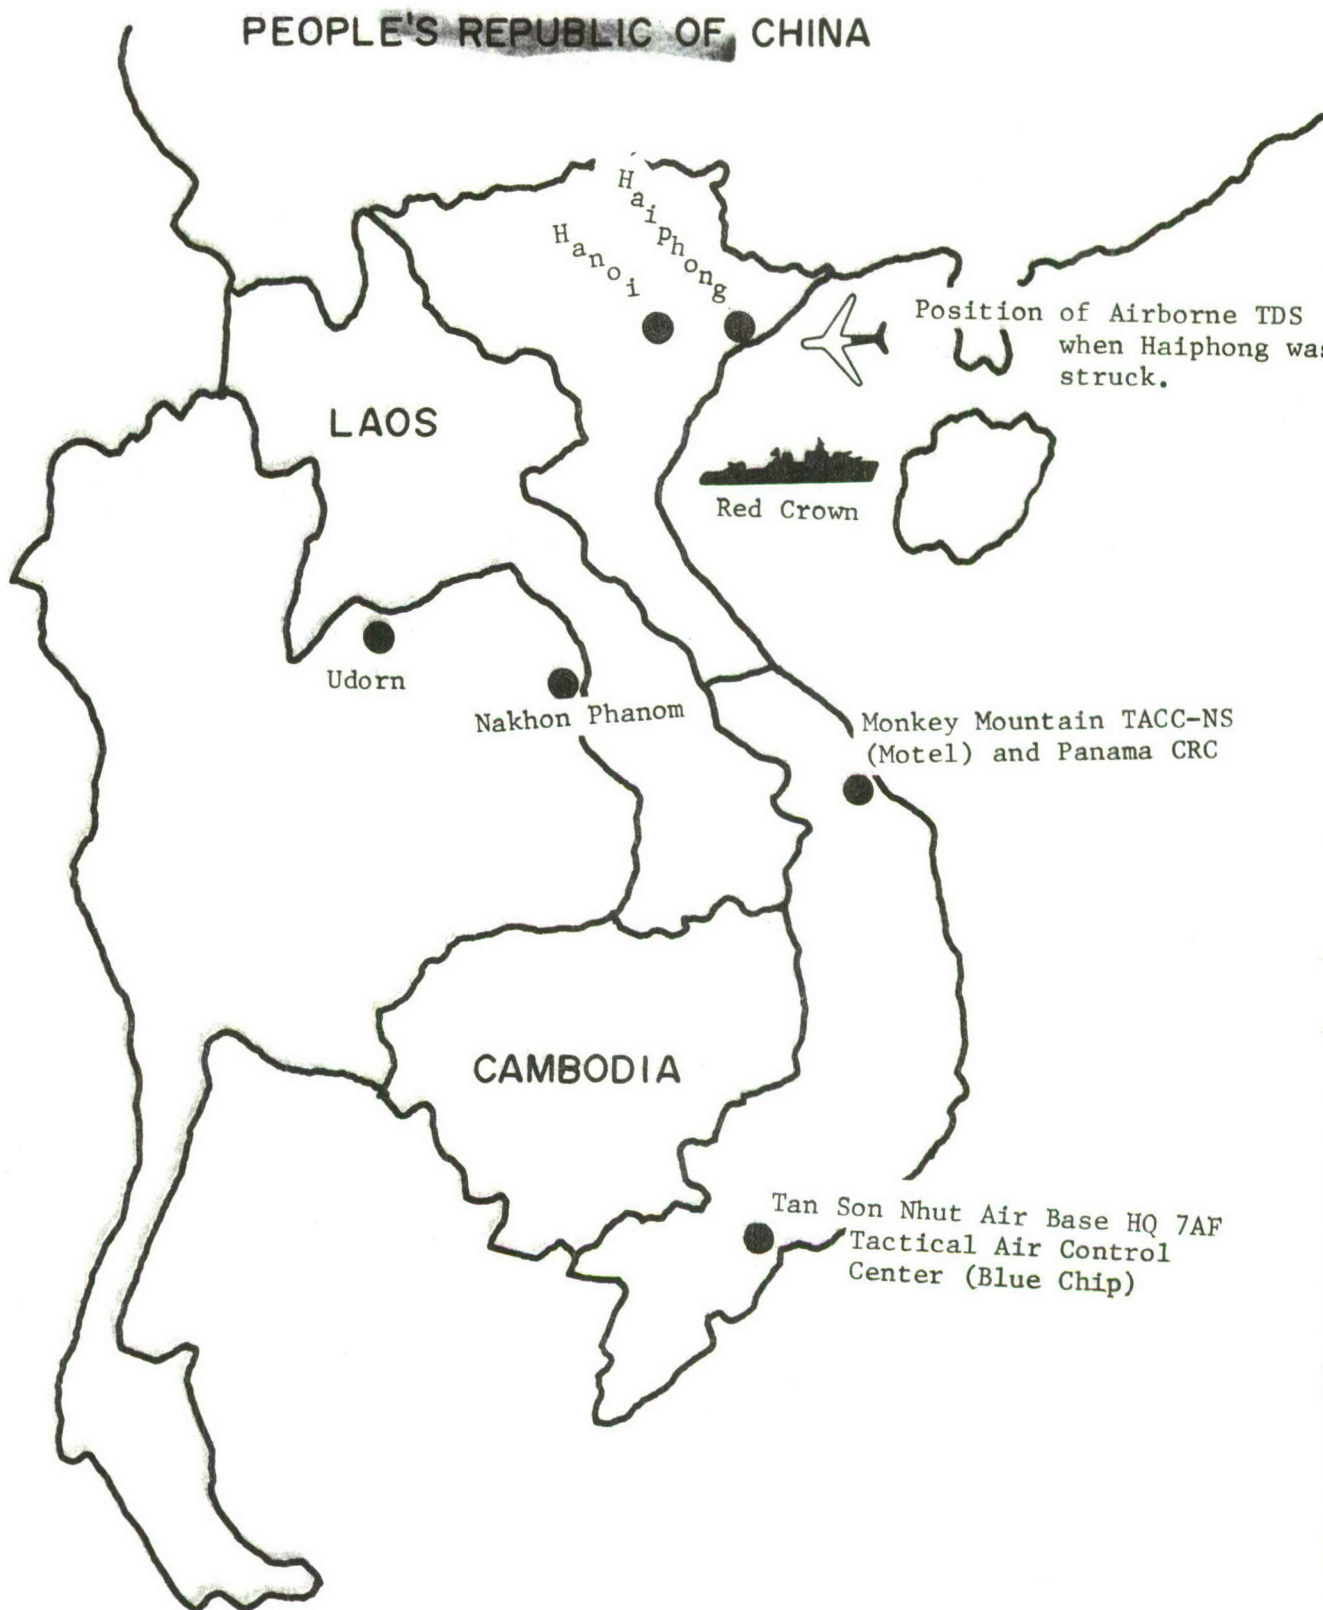 PEOPLE'S REPUBLIC OF CHINA
Haiphong
Hanoi
Position of Airborne TDS
when Haiphong was
struck.
LAOS
Red Crown
Udorn
Nakhon Phanom
Monkey Mountain TACC-NS
(Motel) and Panama CRC
CAMBODIA
Tan Son Nhut Air Base HQ 7AF
Tactical Air Control
Center (Blue Chip)